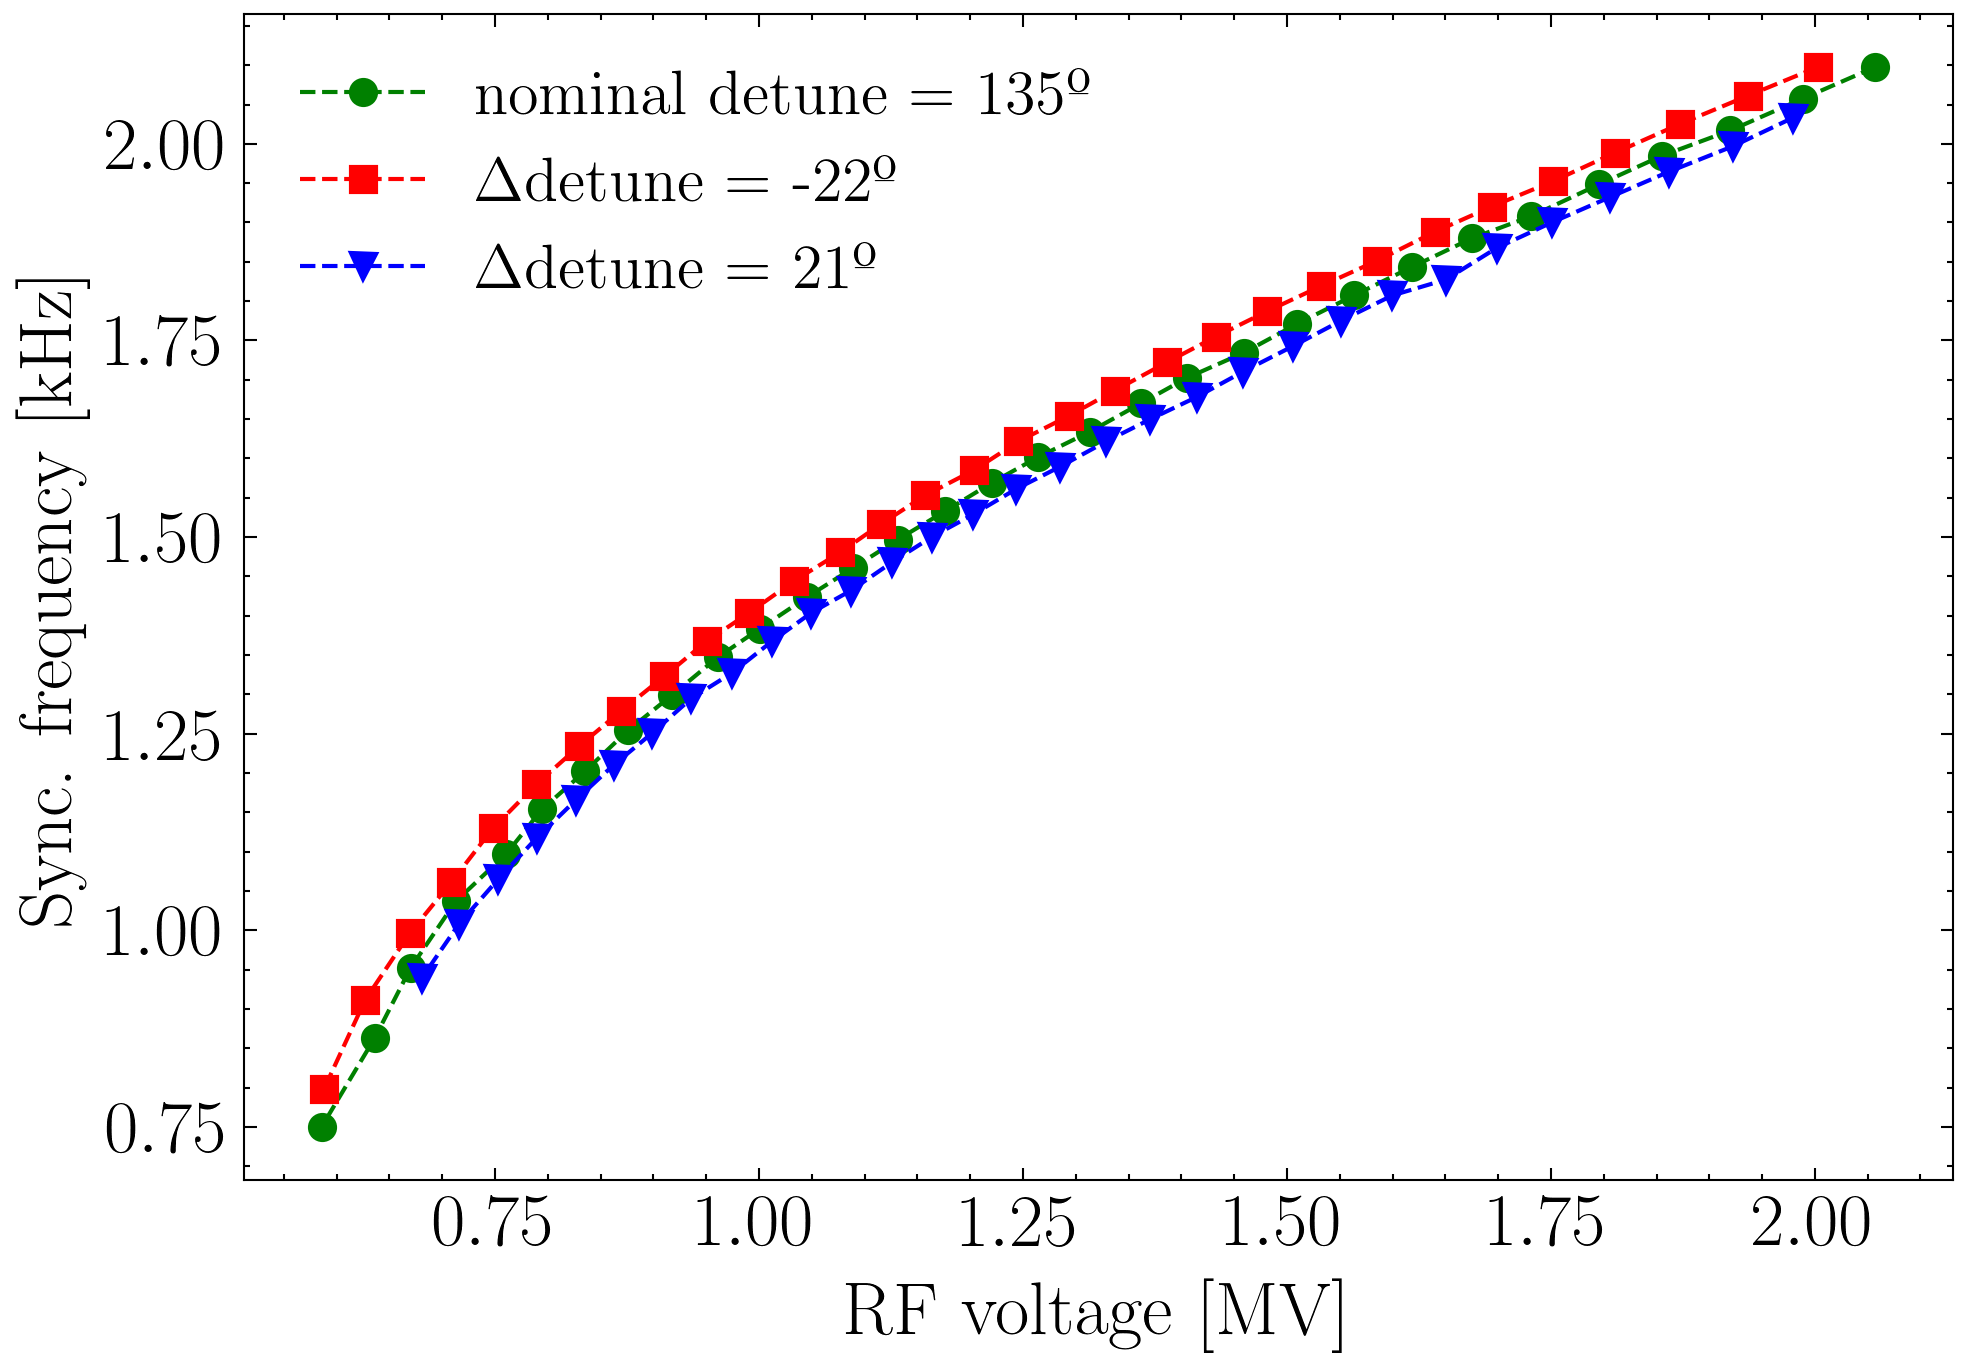 nominal detune = 135º
Δdetune = -22º
Δdetune = 21º
Sync. frequency [kHz]
2.00
1.75
1.50
1.25
1.00
0.75
0.75 1.00 1.25 1.50 1.75 2.00
RF voltage [MV]